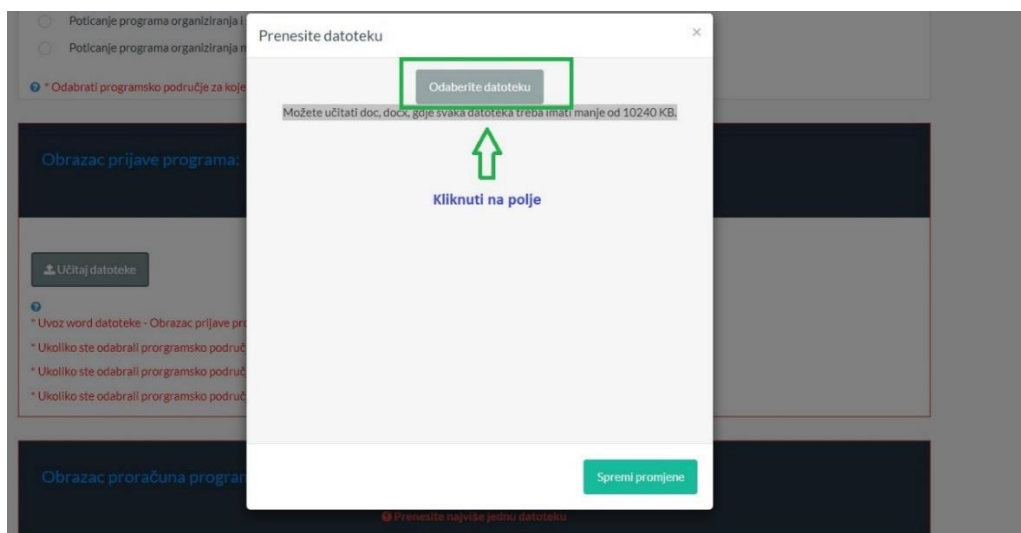 Poticanje programa organiziranja i
Poticanje programa organiziranja
* Odabrati programsko područje za koje
Prenesite datoteku
×
Odaberite datoteku
Možete učitati doc, docx, gdje svaka datoteka treba imati manje od 10240 KB.
Kliknuti na polje
Obrazac prijave programa:
Učitaj datoteke
* Uvoz word datoteke - Obrazac prijave
* Ukoliko ste odabrali prorgramsko područ
* Ukoliko ste odabrali prorgramsko područ
* Ukoliko ste odabrali prorgramsko područ
Spremi promjene
Obrazac proračuna program
Prenesite najviše jednu datoteku